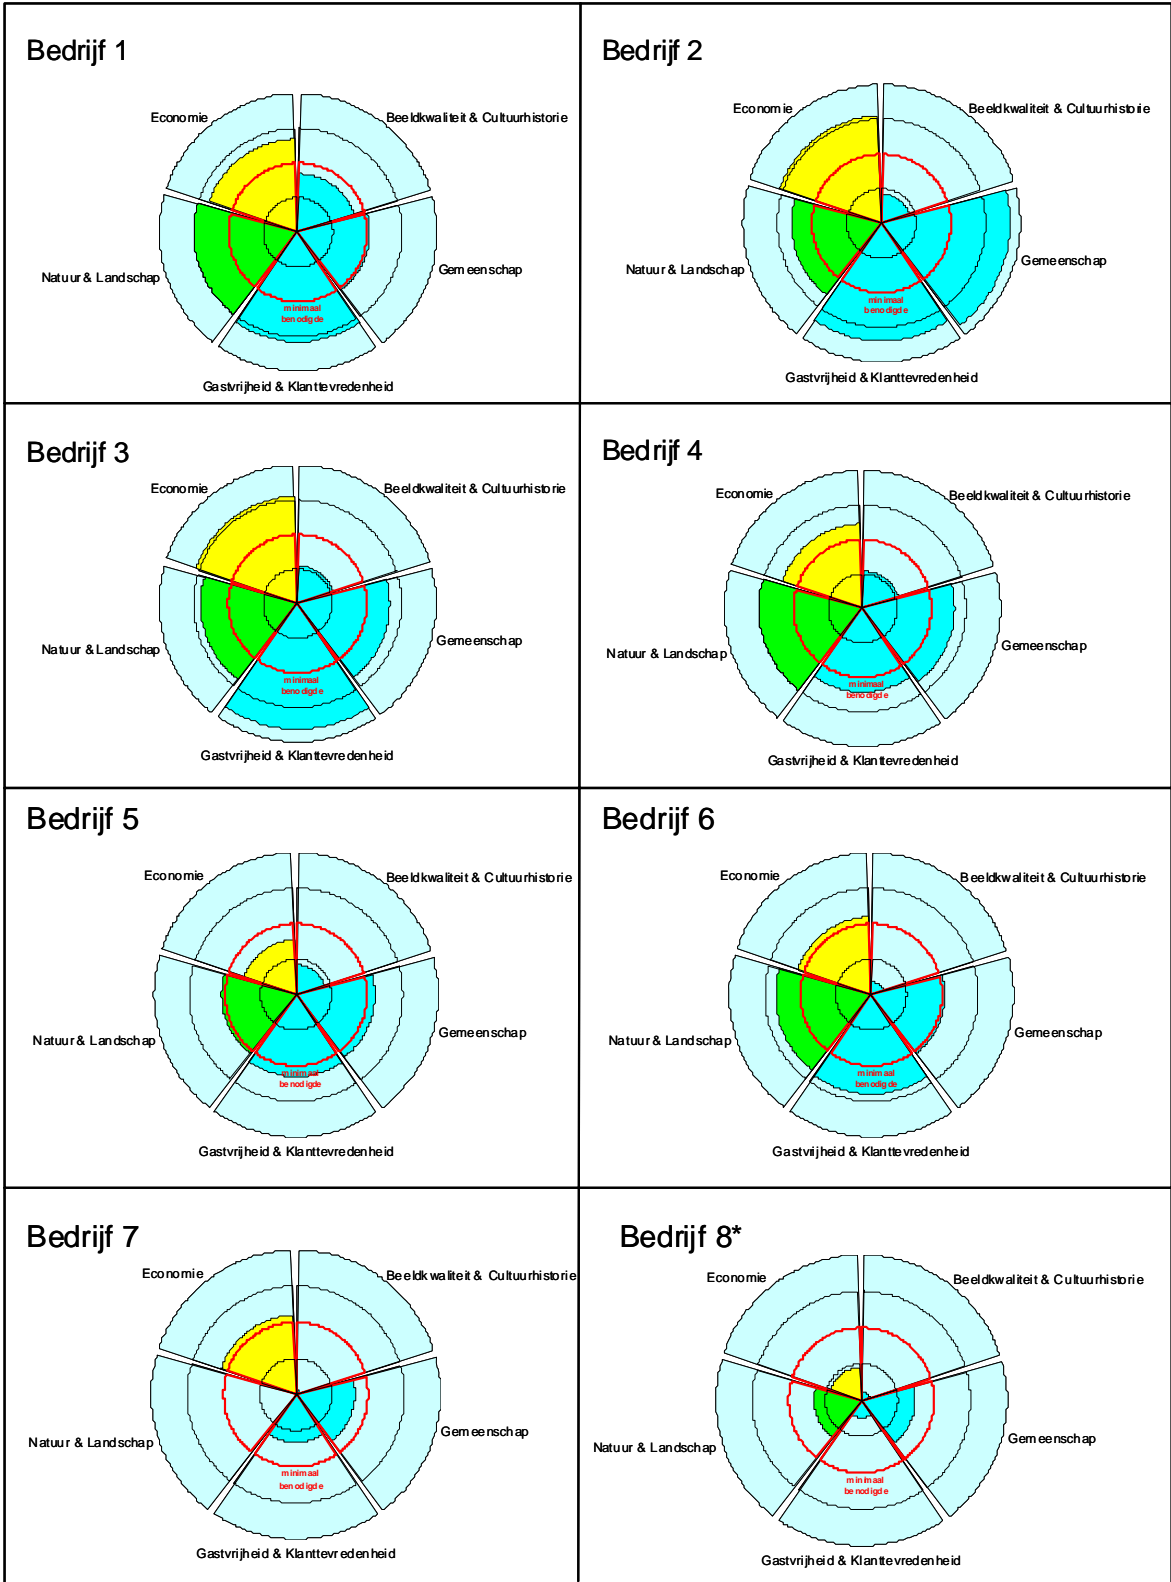 Bedrijf 1
Economie
Beeldkwaliteit & Cultuurhistorie
Natuur & Landschap
Gemeenschap
minimaal
benodigde
Gastvrijheid & Klanttevredenheid
Bedrijf 2
Economie
Beeldkwaliteit & Cultuurhistorie
Natuur & Landschap
Gemeenschap
minimaal
benodigde
Gastvrijheid & Klanttevredenheid
Bedrijf 3
Economie
Beeldkwaliteit & Cultuurhistorie
Natuur & Landschap
Gemeenschap
minimaal
benodigde
Gastvrijheid & Klanttevredenheid
Bedrijf 4
Economie
Beeldkwaliteit & Cultuurhistorie
Natuur & Landschap
Gemeenschap
minimaal
benodigde
Gastvrijheid & Klanttevredenheid
Bedrijf 5
Economie
Beeldkwaliteit & Cultuurhistorie
Natuur & Landschap
Gemeenschap
minimaal
benodigde
Gastvrijheid & Klanttevredenheid
Bedrijf 6
Economie
Beeldkwaliteit & Cultuurhistorie
Natuur & Landschap
Gemeenschap
minimaal
benodigde
Gastvrijheid & Klanttevredenheid
Bedrijf 7
Economie
Beeldkwaliteit & Cultuurhistorie
Natuur & Landschap
Gemeenschap
minimaal
benodigde
Gastvrijheid & Klanttevredenheid
Bedrijf 8*
Economie
Beeldkwaliteit & Cultuurhistorie
Natuur & Landschap
Gemeenschap
minimaal
benodigde
Gastvrijheid & Klanttevredenheid